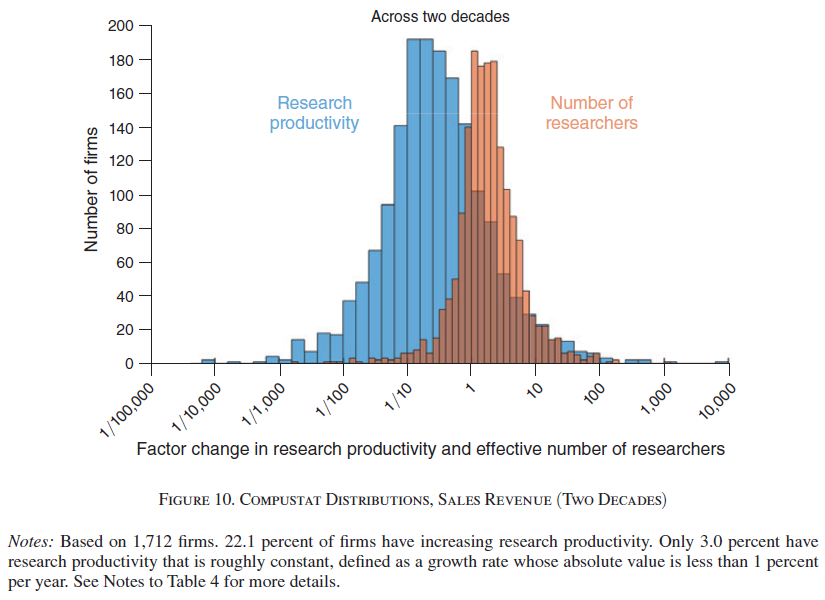 Across two decades
200
180
160
140
120
100
80
60
40
20
0
Number of firms
Research
productivity
Number of
researchers
1/100,000
1/10,000
1/1,000
1/100
1/10
1
10
100
1,000
10,000
Factor change in research productivity and effective number of researchers
Figure 10. Compustat Distributions, Sales Revenue (Two Decades)
Notes: Based on 1,712 firms. 22.1 percent of firms have increasing research productivity. Only 3.0 percent have
research productivity that is roughly constant, defined as a growth rate whose absolute value is less than 1 percent
per year. See Notes to Table 4 for more details.